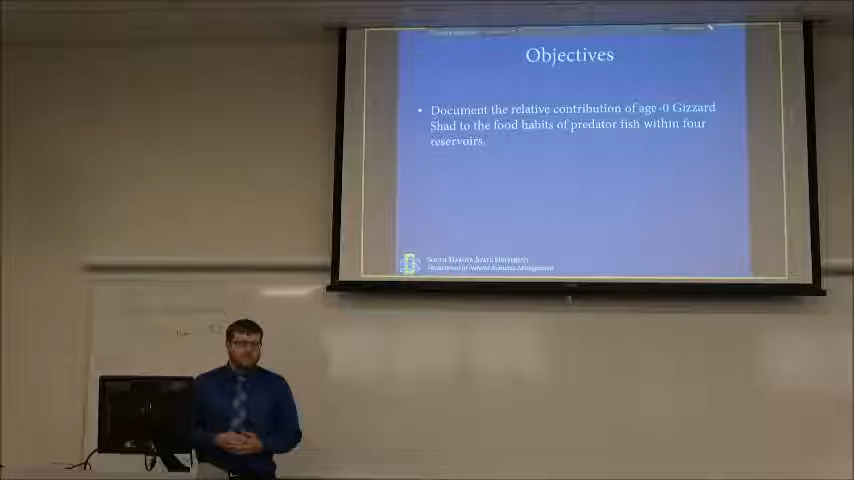 Objectives
• Document the relative contribution of age-0 Gizzard
Shad to the food habits of predator fish within four
reservoirs.
South Dakota State University
Department of Natural Resource Management